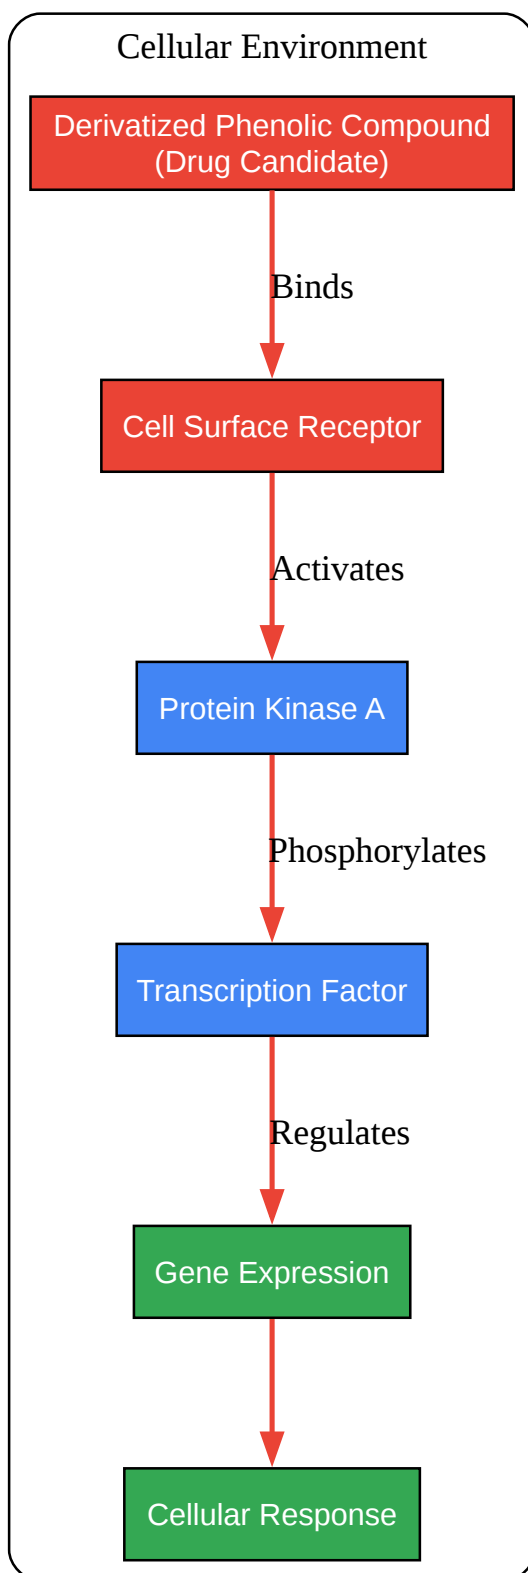 Cellular Environment
Derivatized Phenolic Compound
(Drug Candidate)
Binds
Cell Surface Receptor
Activates
Protein Kinase A
Phosphorylates
Transcription Factor
Regulates
Gene Expression
Cellular Response